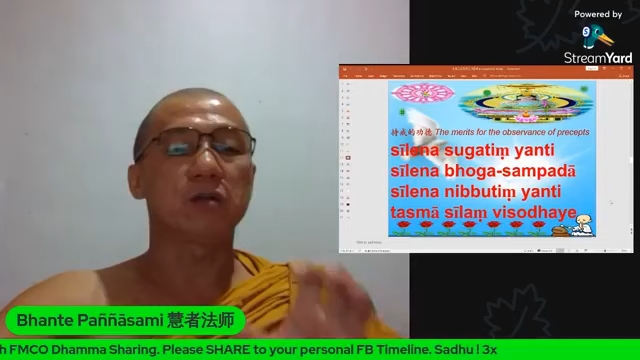 Powered by
StreamYard
持戒的功德 The merits for the observance of precepts
sīlena sugatiṃ yanti
sīlena bhoga-sampadā
sīlena nibbutiṃ yanti
tasmā sīlaṃ visodhaye
Bhante Paññāsami 慧者法师
h FMCO Dhamma Sharing. Please SHARE to your personal FB Timeline. Sadhu ! 3x